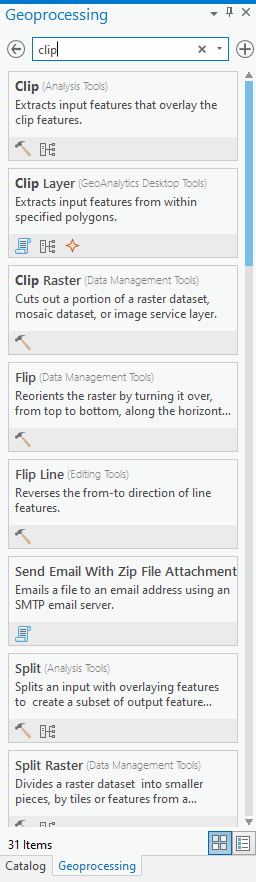 Geoprocessing
clip
Clip (Analysis Tools)
Extracts input features that overlay the
clip features.
Clip Layer (GeoAnalytics Desktop Tools)
Extracts input features from within
specified polygons.
Clip Raster (Data Management Tools)
Cuts out a portion of a raster dataset,
mosaic dataset, or image service layer.
Flip (Data Management Tools)
Reorients the raster by turning it over,
from top to bottom, along the horizont...
Flip Line (Editing Tools)
Reverses the from-to direction of line
features.
Send Email With Zip File Attachment
Emails a file to an email address using an
SMTP email server.
Split (Analysis Tools)
Splits an input with overlaying features
to create a subset of output feature...
Split Raster (Data Management Tools)
Divides a raster dataset into smaller
pieces, by tiles or features from a...
31 Items
Catalog Geoprocessing